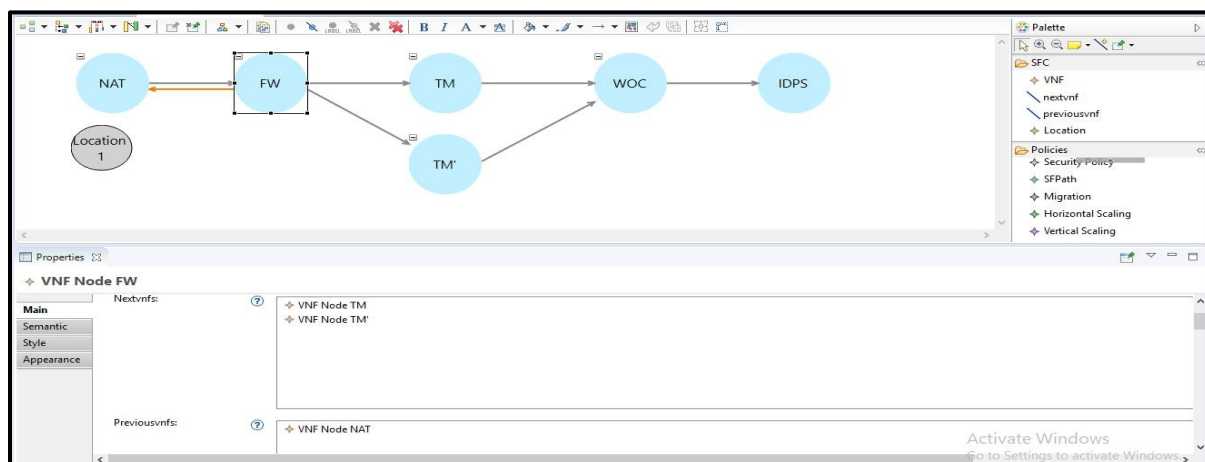 LABEL LABEL
B I A
Palette
SFC
VNF
nextvnf
previousvnf
Location
Policies
Security Policy
SFPath
Migration
Horizontal Scaling
Vertical Scaling
NAT
FW
TM
WOC
IDPS
Location
1
TM'
Properties
VNF Node FW
Main
Semantic
Style
Appearance
Nextvnfs:
VNF Node TM
VNF Node TM'
Previousvnfs:
VNF Node NAT
Activate Windows
Go to Settings to activate Windows.